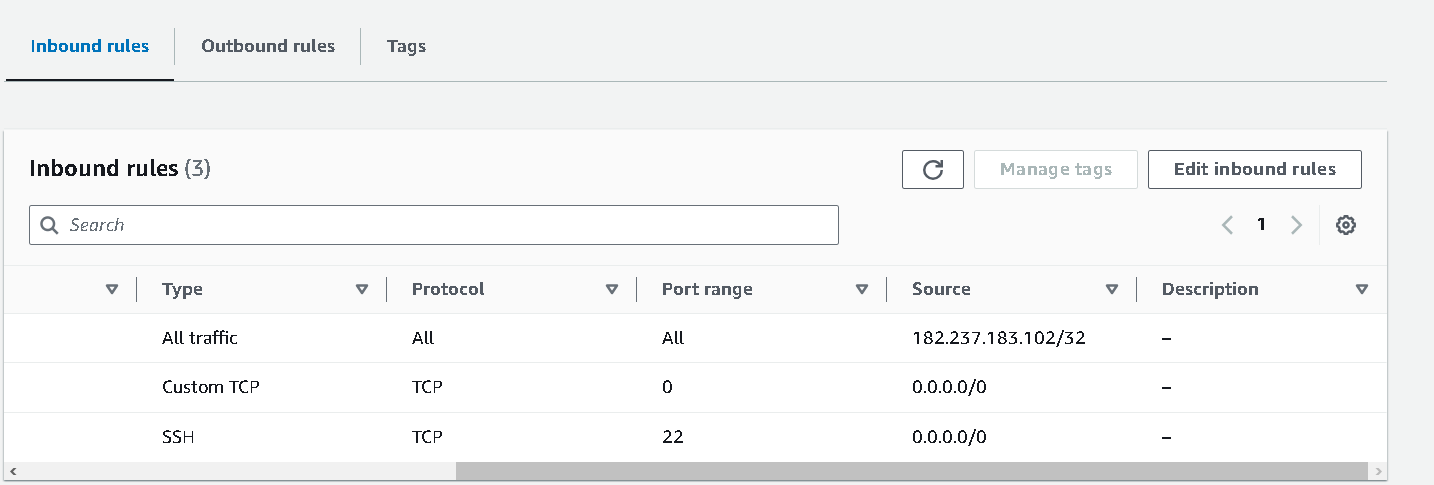 Inbound rules Outbound rules Tags
Inbound rules (3)
Manage tags Edit inbound rules
Search
1
Type Protocol Port range Source Description
All traffic All All 182.237.183.102/32 –
Custom TCP TCP 0 0.0.0.0/0 –
SSH TCP 22 0.0.0.0/0 –